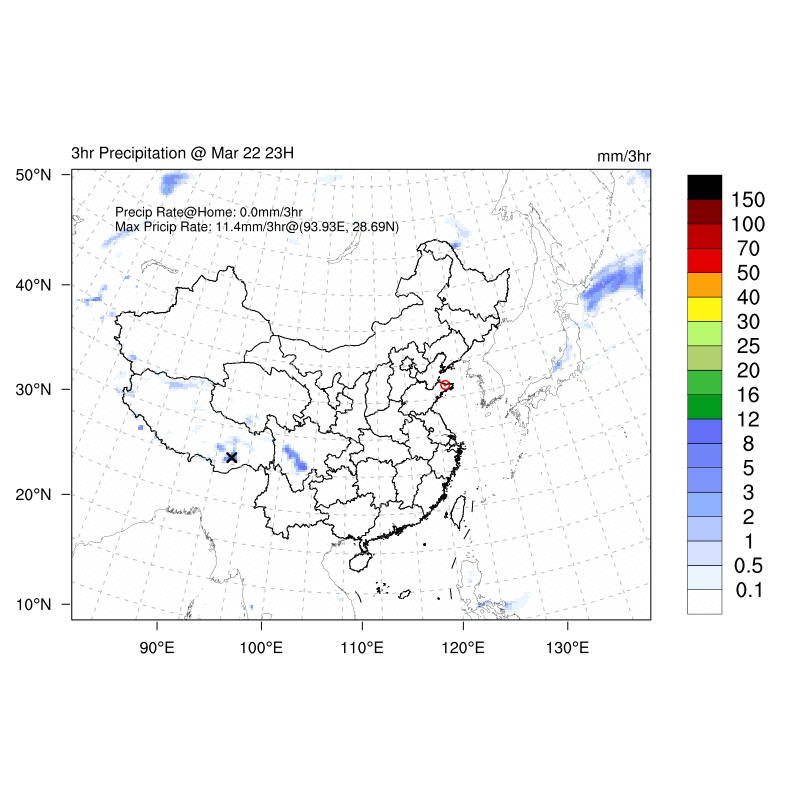 3hr Precipitation @ Mar 22 23H
mm/3hr
Precip Rate@Home: 0.0mm/3hr
Max Pricip Rate: 11.4mm/3hr@(93.93E, 28.69N)
50°N
40°N
30°N
20°N
10°N
90°E
100°E
110°E
120°E
130°E
150
100
70
50
40
30
25
20
16
12
8
5
3
2
1
0.5
0.1